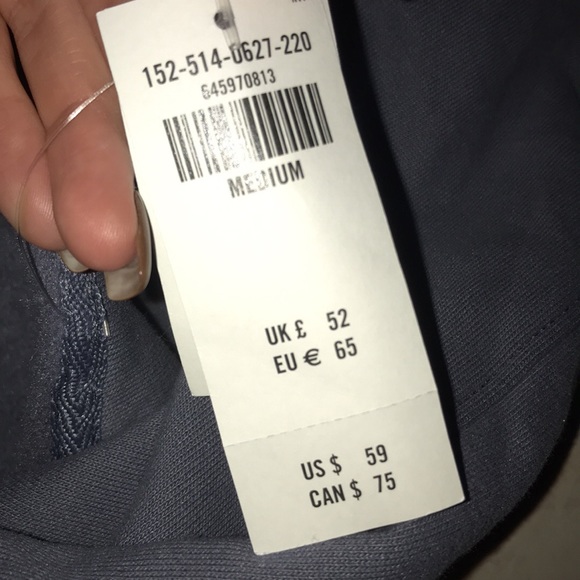 152-514-0627-220
645970813
MEDIUM
UK £ 52
EU € 65
US $ 59
CAN $ 75